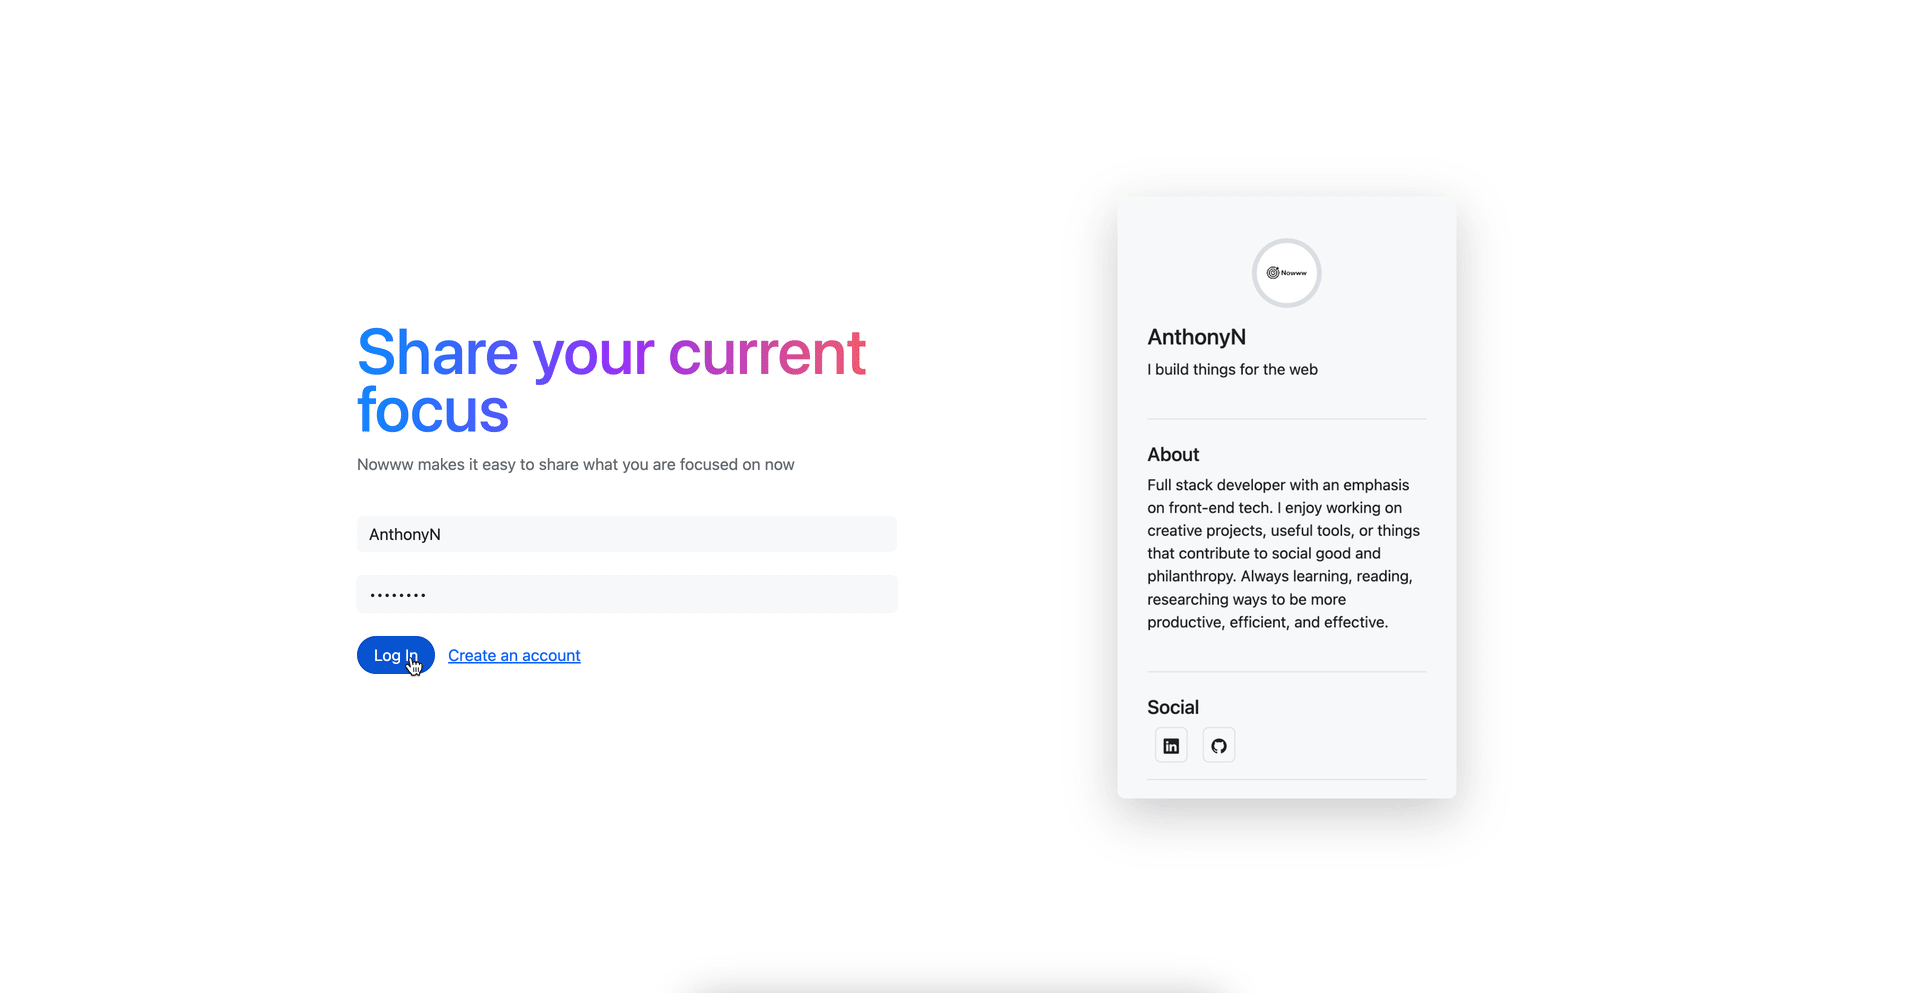 Share your current
focus
Nowww makes it easy to share what you are focused on now
AnthonyN
••••••••
Log In
Create an account
Nowww
AnthonyN
I build things for the web
About
Full stack developer with an emphasis
on front-end tech. I enjoy working on
creative projects, useful tools, or things
that contribute to social good and
philanthropy. Always learning, reading,
researching ways to be more
productive, efficient, and effective.
Social
in